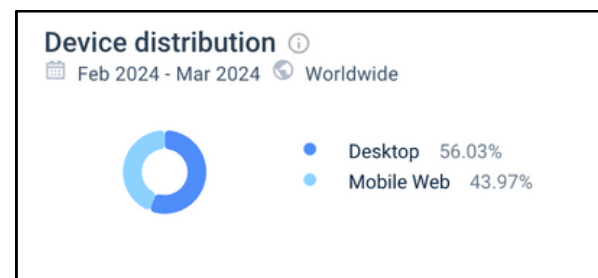 Device distribution
Feb 2024 - Mar 2024 Worldwide
Desktop 56.03%
Mobile Web 43.97%